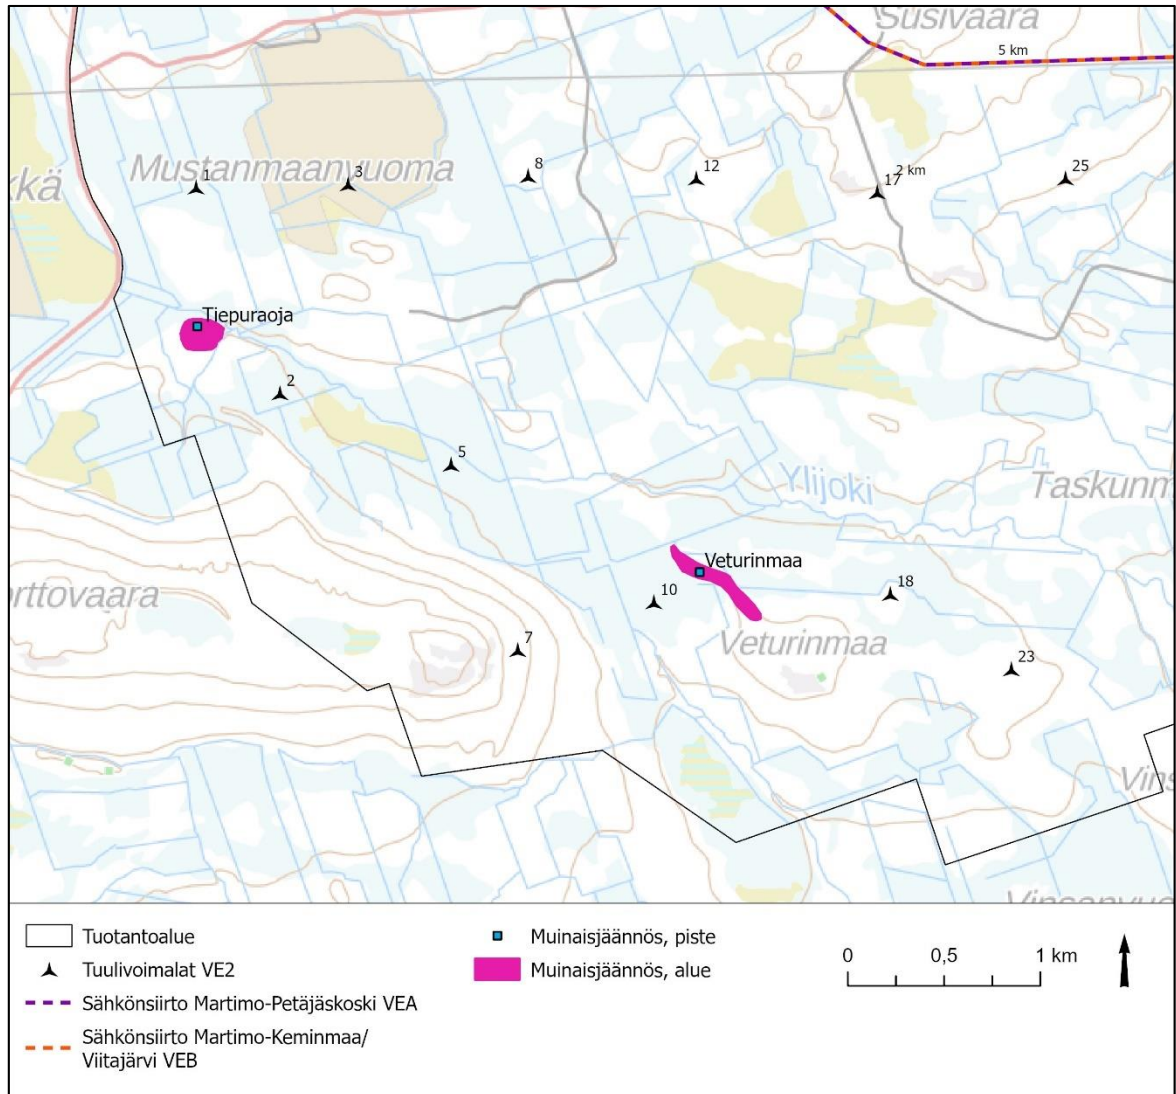 Susivaara
5 km
Mustanmaanvuoma
1
3
8
12
17
2 km
25
kkä
Tiepuraoja
2
5
Ylijoki
Taskunm
Veturinmaa
10
18
rttovaara
7
Veturinmaa
23
Vins
Vinsanvuo
Tuotantoalue
Tuulivoimalat VE2
Sähkönsiirto Martimo-Petäjäskoski VEA
Sähkönsiirto Martimo-Keminmaa/
Viitajärvi VEB
Muinaisjäännös, piste
Muinaisjäännös, alue
0 0,5 1 km